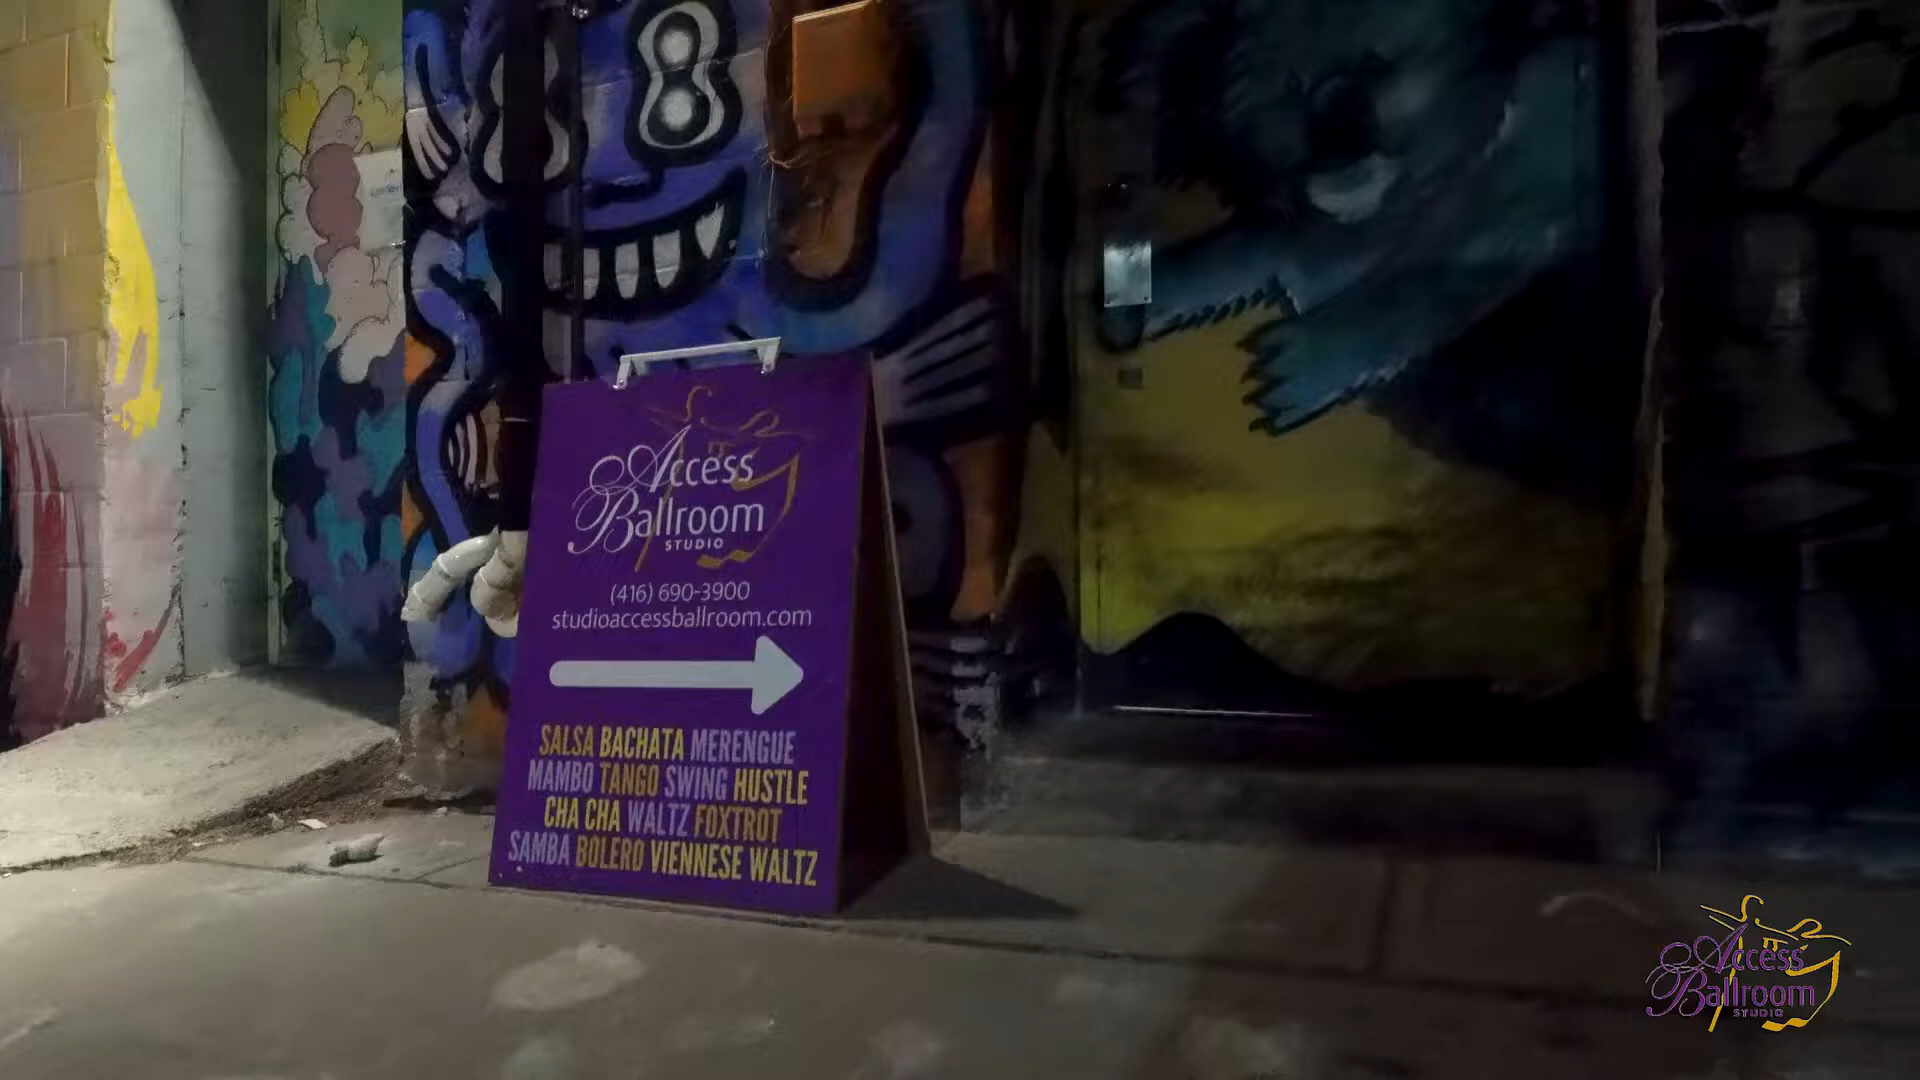 Access
Ballroom
STUDIO
(416) 690-3900
studioaccessballroom.com
SALSA BACHATA MERENGUE
MAMBO TANGO SWING HUSTLE
CHA CHA WALTZ FOXTROT
SAMBA BOLERO VIENNESE WALTZ
Access
Ballroom
STUDIO